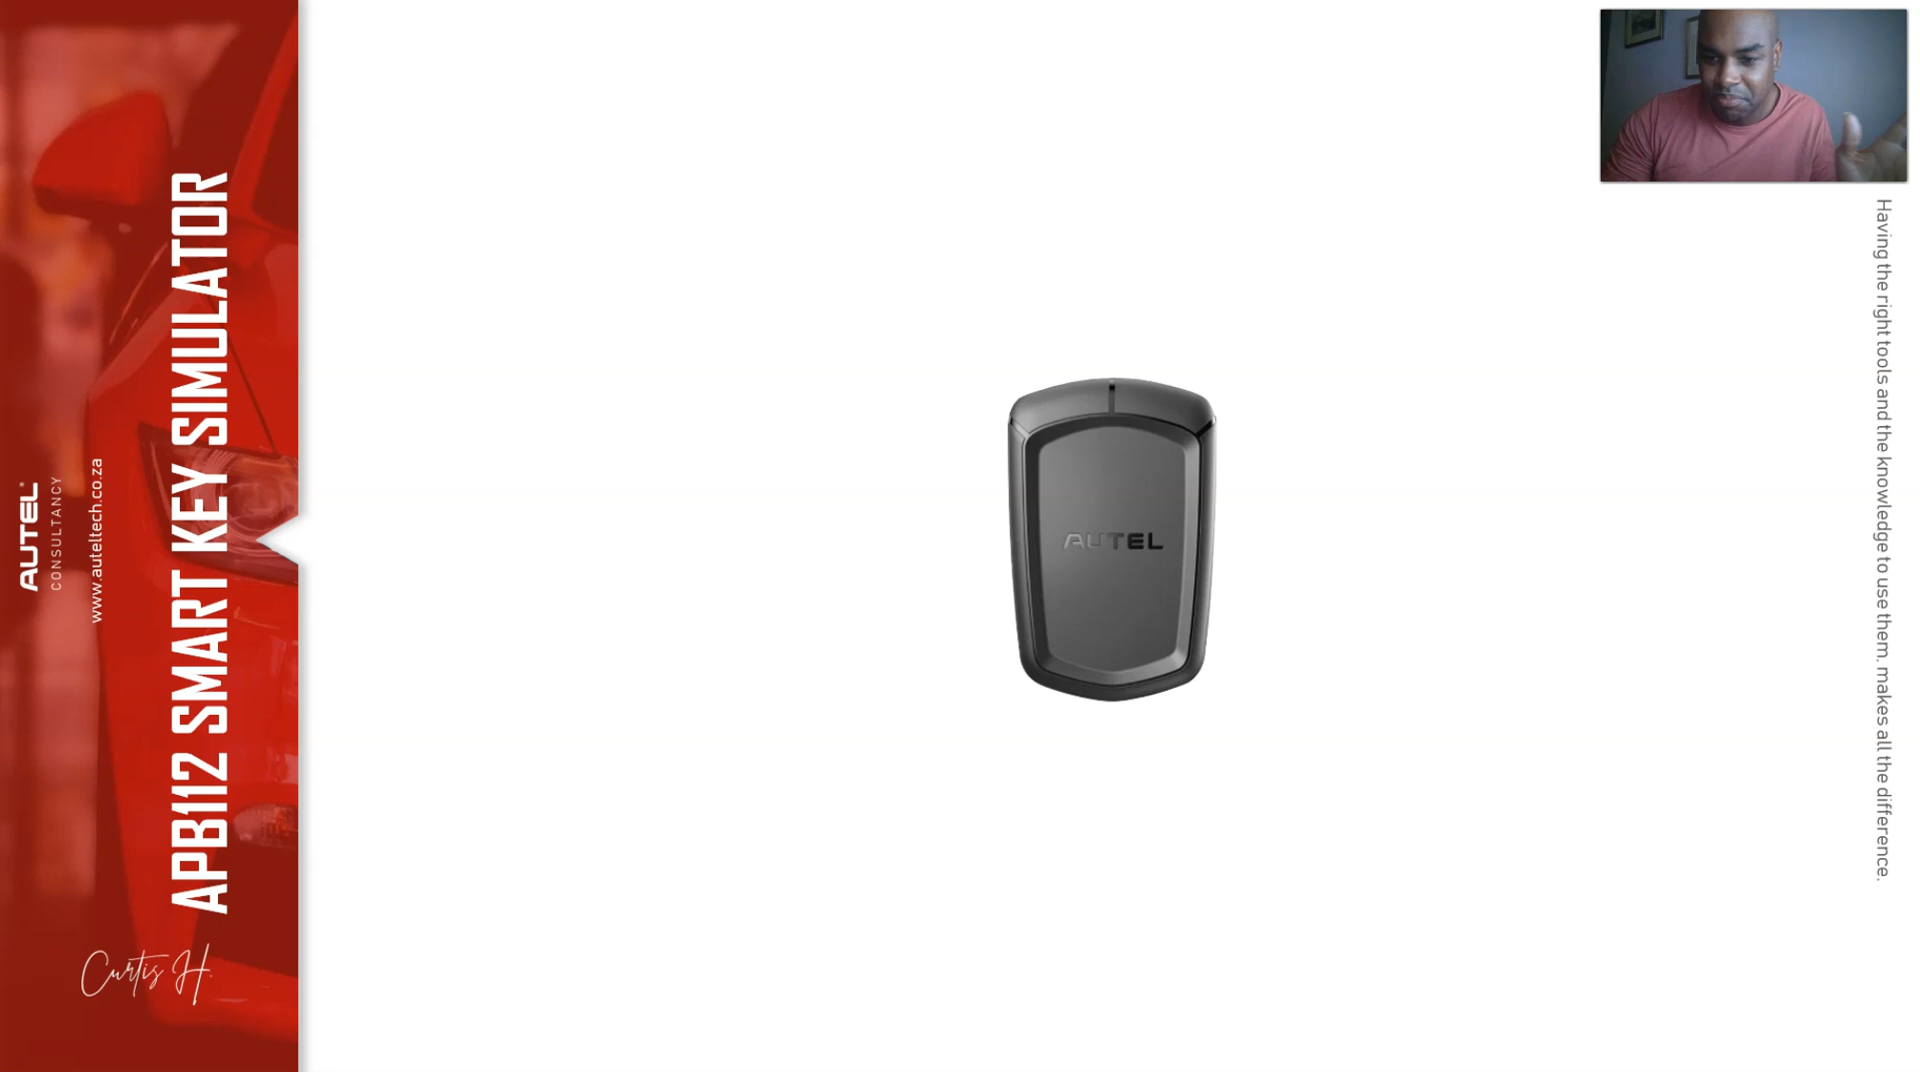 AUTEL
CONSULTANCY
www.auteltech.co.za
APB112 SMART KEY SIMULATOR
Curtis H.
AUTEL
Having the right tools and the knowledge to use them, makes all the difference.